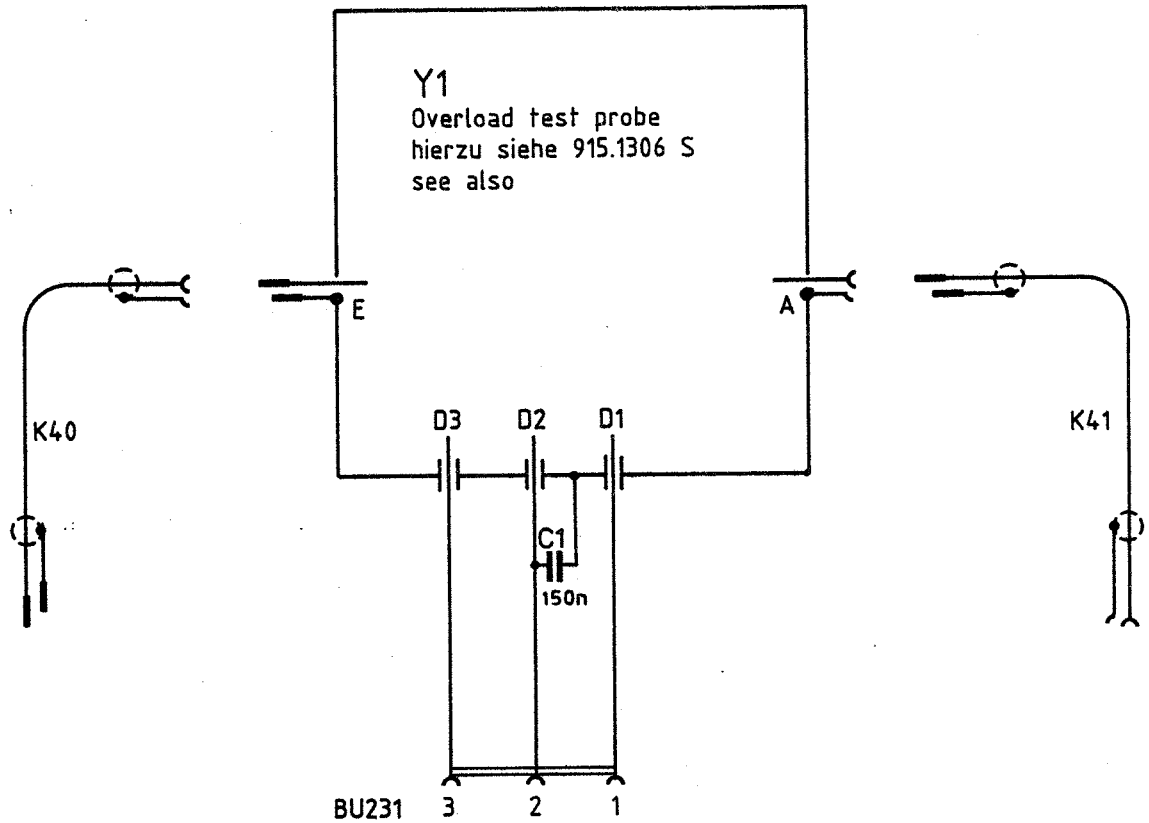 Y1
Overload test probe
hierzu siehe 915.1306 S
see also
E
A
K40
D3 D2 D1
K41
C1
150n
BU231 3 2 1